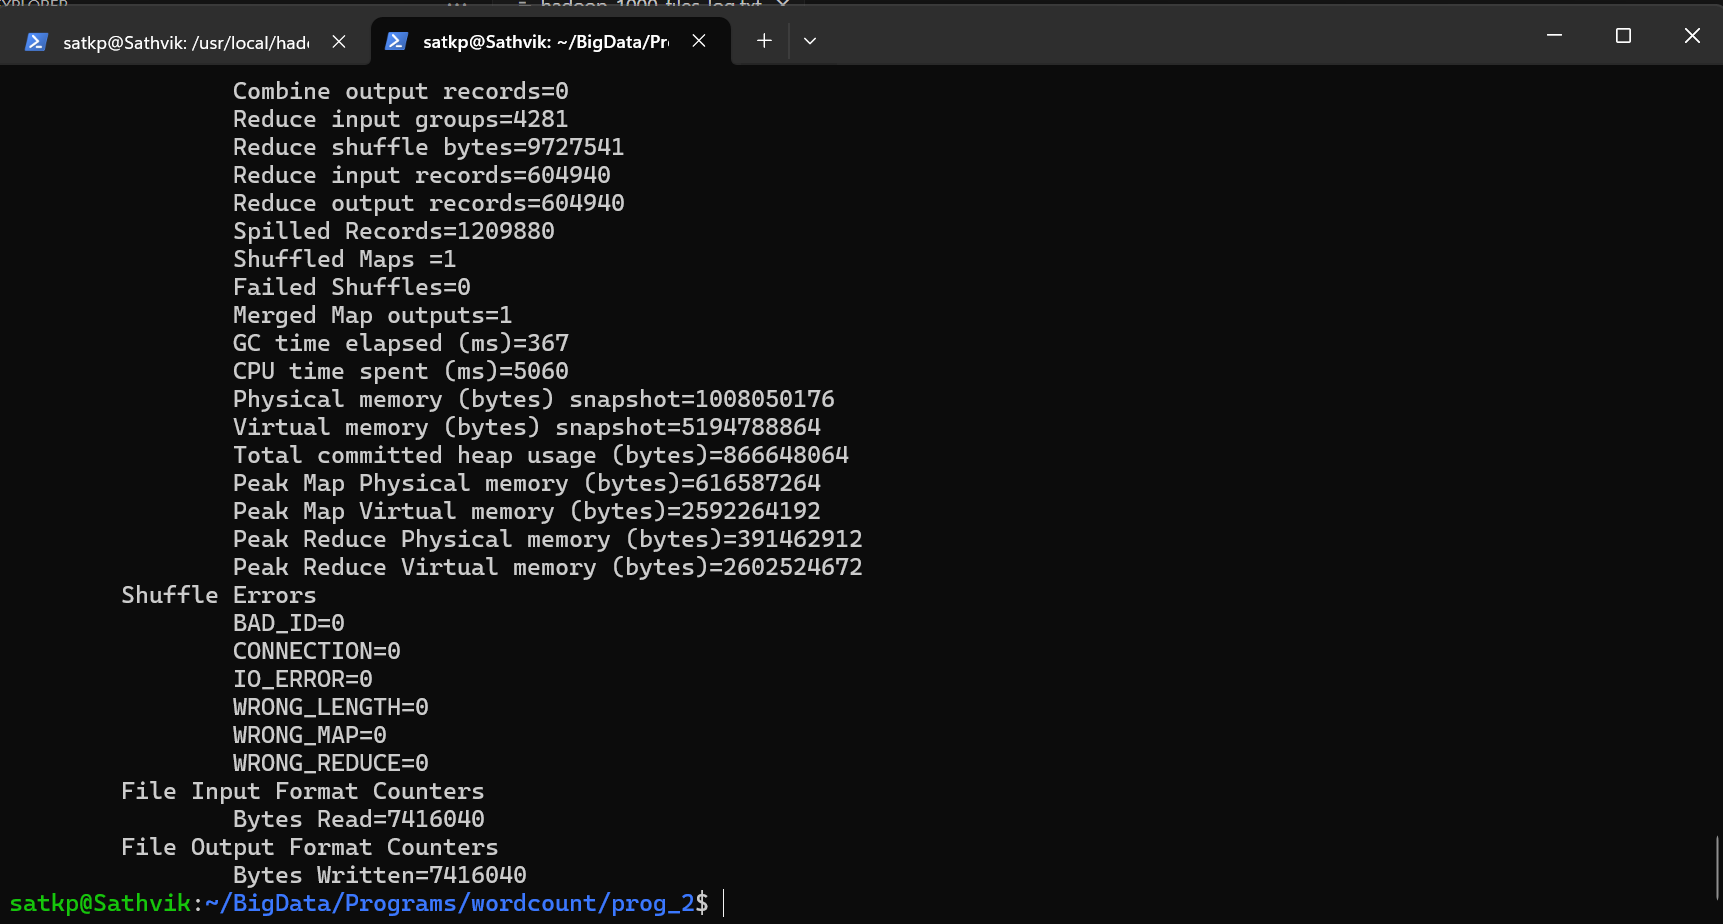 satkp@Sathvik: /usr/local/had
satkp@Sathvik: ~/BigData/Pr
Combine output records=0
Reduce input groups=4281
Reduce shuffle bytes=9727541
Reduce input records=604940
Reduce output records=604940
Spilled Records=1209880
Shuffled Maps =1
Failed Shuffles=0
Merged Map outputs=1
GC time elapsed (ms)=367
CPU time spent (ms)=5060
Physical memory (bytes) snapshot=1008050176
Virtual memory (bytes) snapshot=5194788864
Total committed heap usage (bytes)=866648064
Peak Map Physical memory (bytes)=616587264
Peak Map Virtual memory (bytes)=2592264192
Peak Reduce Physical memory (bytes)=391462912
Peak Reduce Virtual memory (bytes)=2602524672
Shuffle Errors
BAD_ID=0
CONNECTION=0
IO_ERROR=0
WRONG_LENGTH=0
WRONG_MAP=0
WRONG_REDUCE=0
File Input Format Counters
Bytes Read=7416040
File Output Format Counters
Bytes Written=7416040
satkp@Sathvik:~/BigData/Programs/wordcount/prog_2$